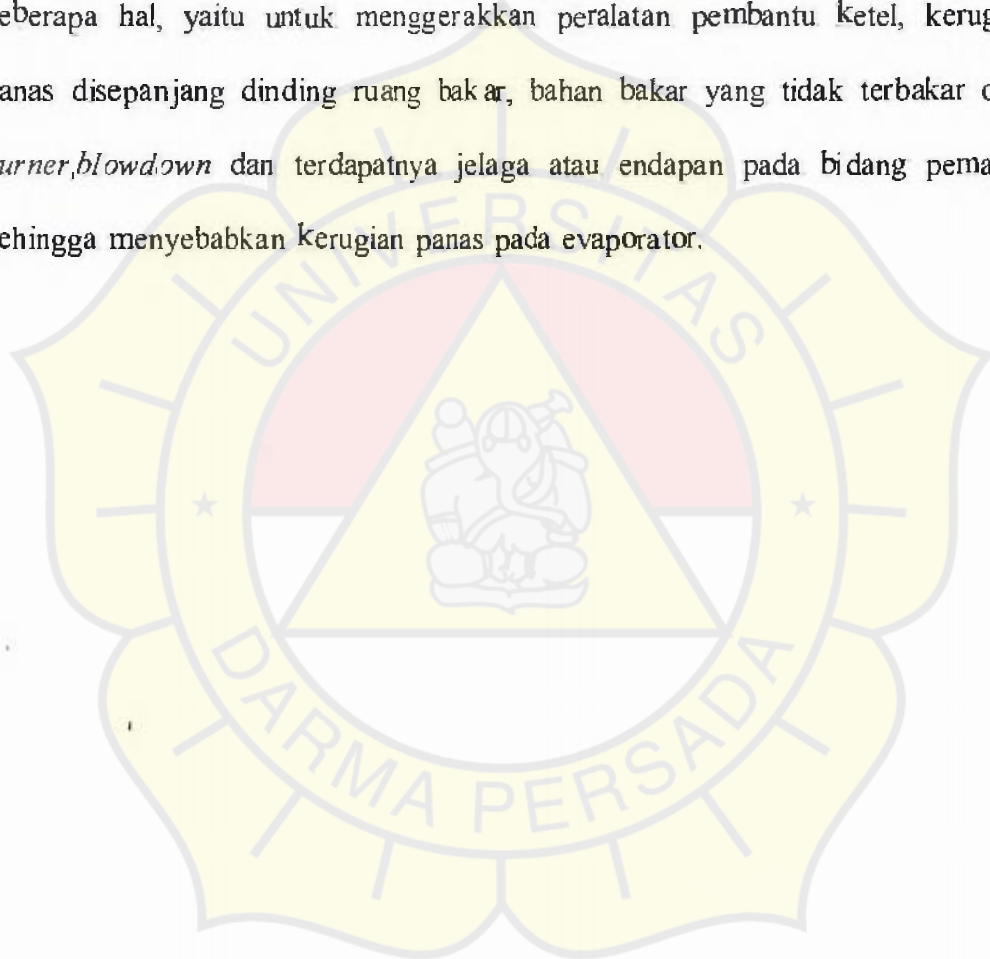 eberapa hal, yaitu untuk menggerakkan peralatan pembantu ketel, kerug
anas disepanjang dinding ruang bakar, bahan bakar yang tidak terbakar d
urner,blowdown dan terdapatnya jelaga atau endapan pada bidang pema
ehingga menyebabkan kerugian panas pada evaporator.
UNIVERSITAS
DARMA PERSADA